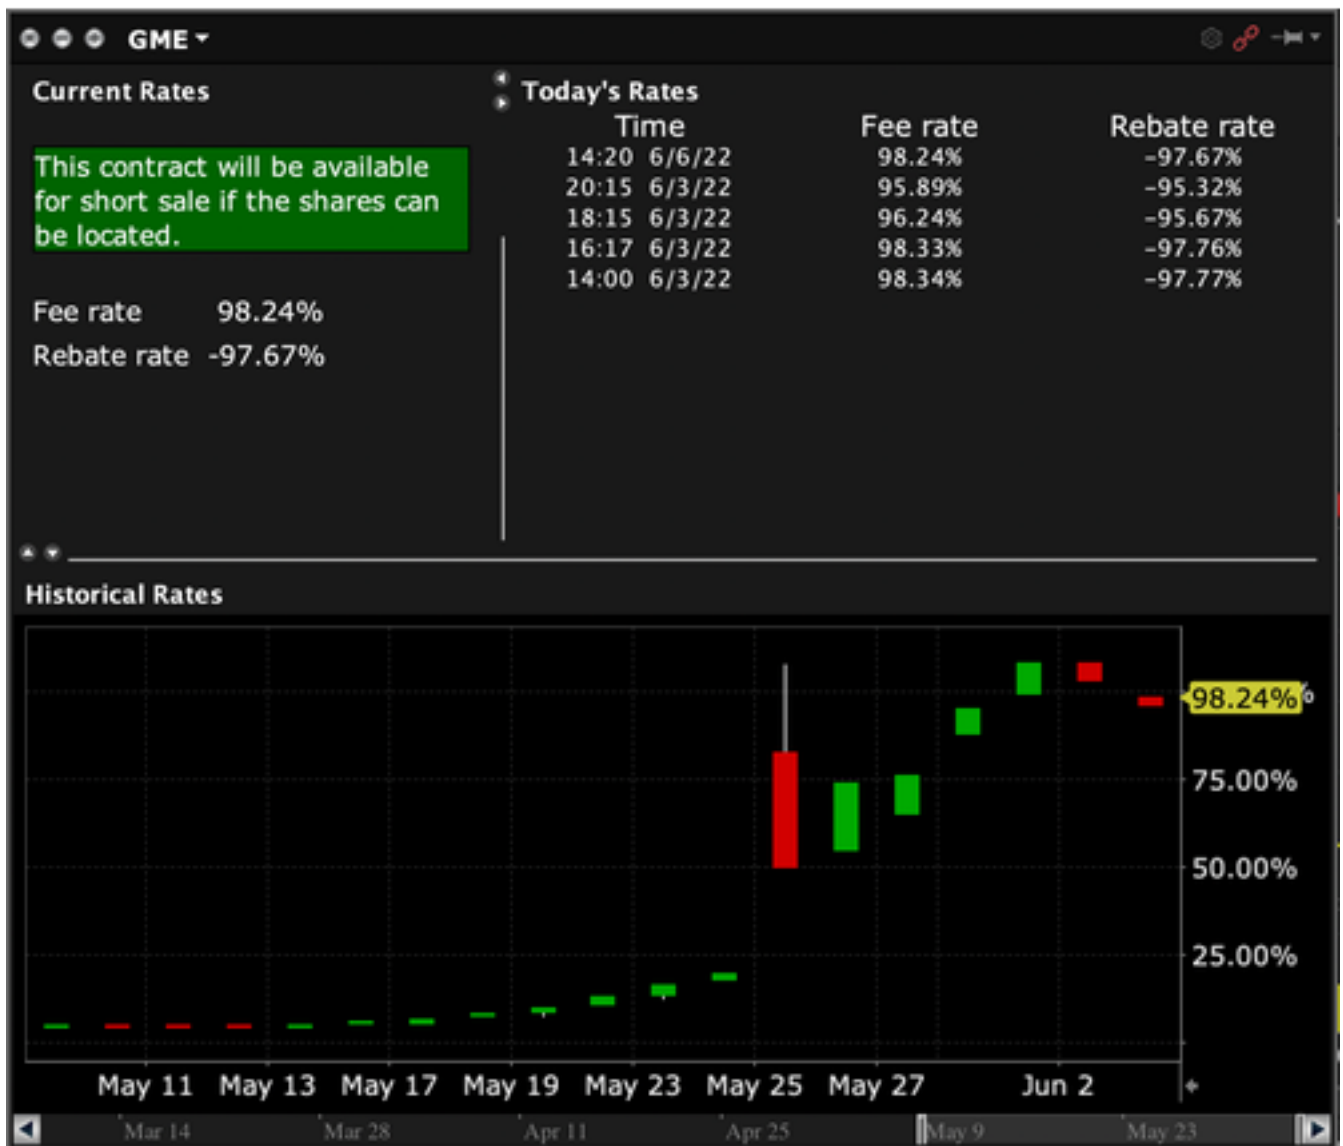 GME
Current Rates
This contract will be available
for short sale if the shares can
be located.
Fee rate 98.24%
Rebate rate -97.67%
Today's Rates
Time Fee rate Rebate rate
14:20 6/6/22 98.24% -97.67%
20:15 6/3/22 95.89% -95.32%
18:15 6/3/22 96.24% -95.67%
16:17 6/3/22 98.33% -97.76%
14:00 6/3/22 98.34% -97.77%
Historical Rates
98.24%
75.00%
50.00%
25.00%
May 11 May 13 May 17 May 19 May 23 May 25 May 27 Jun 2
Mar 14 Mar 28 Apr 11 Apr 25 May 9 May 23